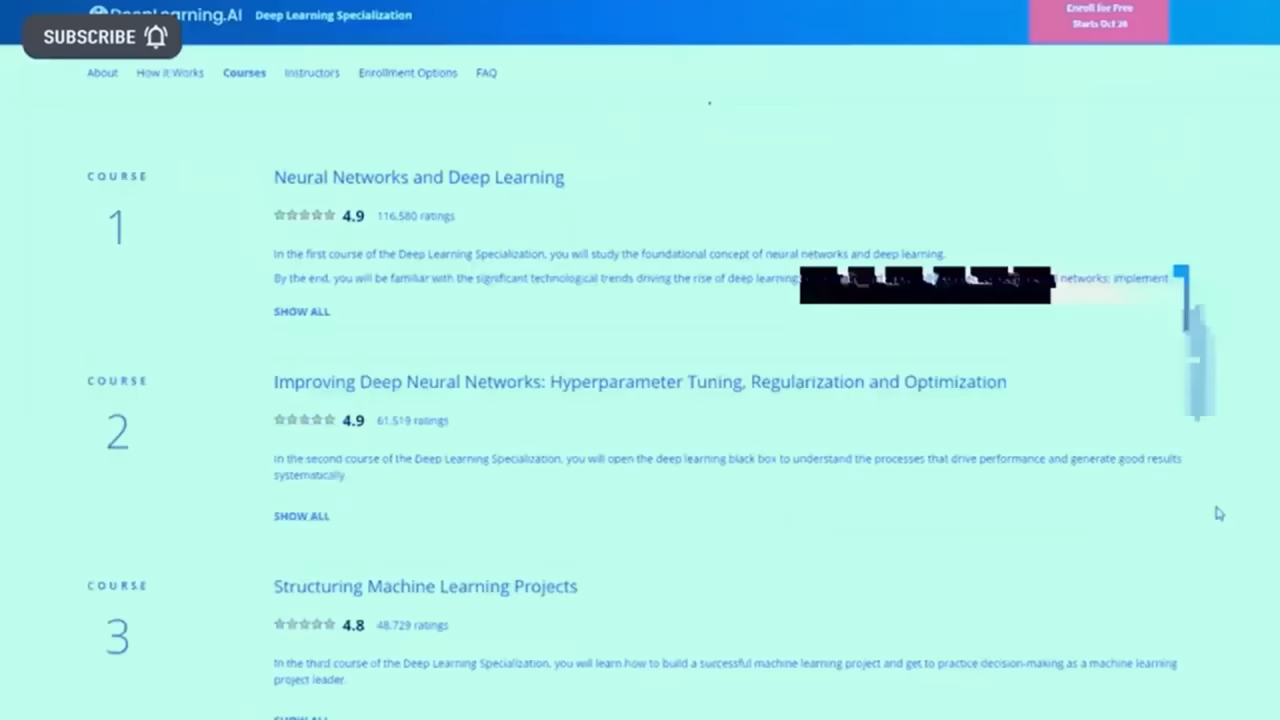 DeepLearning.AI Deep Learning Specialization
Enroll for Free
Starts Oct 26
SUBSCRIBE
About How It Works Courses Instructors Enrollment Options FAQ
COURSE
1
Neural Networks and Deep Learning
4.9 116,580 ratings
In the first course of the Deep Learning Specialization, you will study the foundational concept of neural networks and deep learning.
By the end, you will be familiar with the significant technological trends driving the rise of deep learning; networks; implement
SHOW ALL
COURSE
2
Improving Deep Neural Networks: Hyperparameter Tuning, Regularization and Optimization
4.9 61,519 ratings
In the second course of the Deep Learning Specialization, you will open the deep learning black box to understand the processes that drive performance and generate good results
systematically.
SHOW ALL
COURSE
3
Structuring Machine Learning Projects
4.8 48,729 ratings
In the third course of the Deep Learning Specialization, you will learn how to build a successful machine learning project and get to practice decision-making as a machine learning
project leader.
SHOW ALL